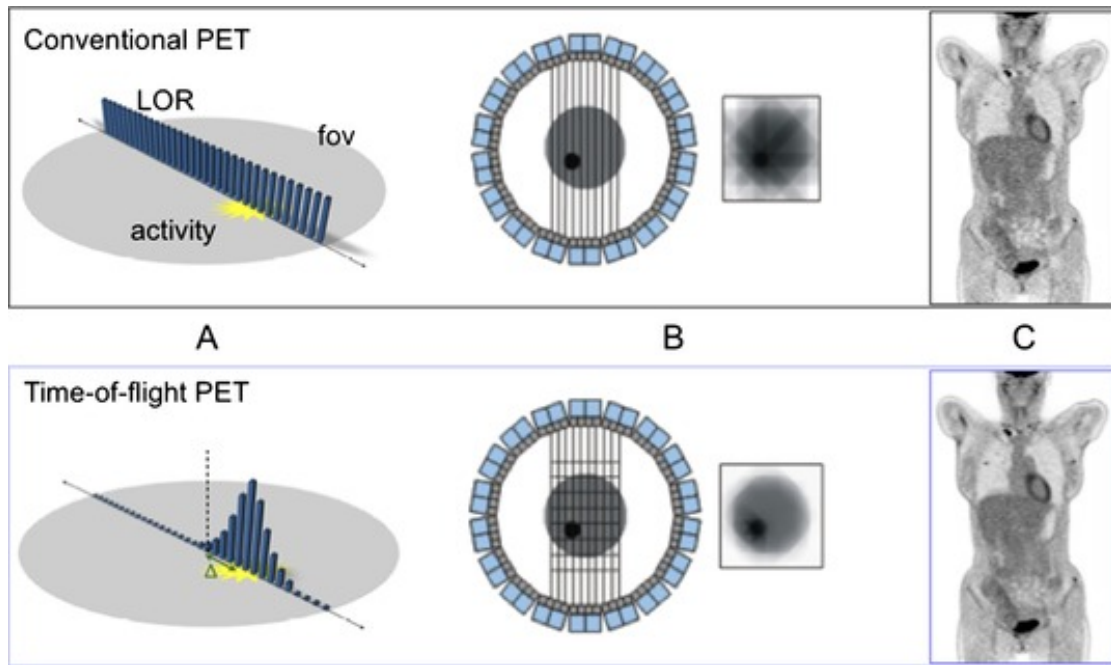 Conventional PET
LOR
fov
activity
A
B
C
Time-of-flight PET
Δ